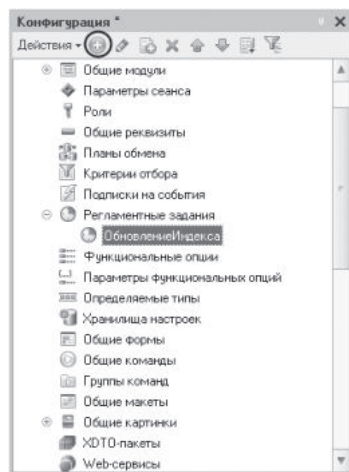 Конфигурация *
Действия
Общие модули
Параметры сеанса
Роли
Общие реквизиты
Планы обмена
Критерии отбора
Подписки на события
Регламентные задания
ОбновлениеИндекса
Функциональные опции
Параметры функциональных опций
Определяемые типы
Хранилища настроек
Общие формы
Общие команды
Группы команд
Общие макеты
Общие картинки
XDTO-пакеты
Web-сервисы